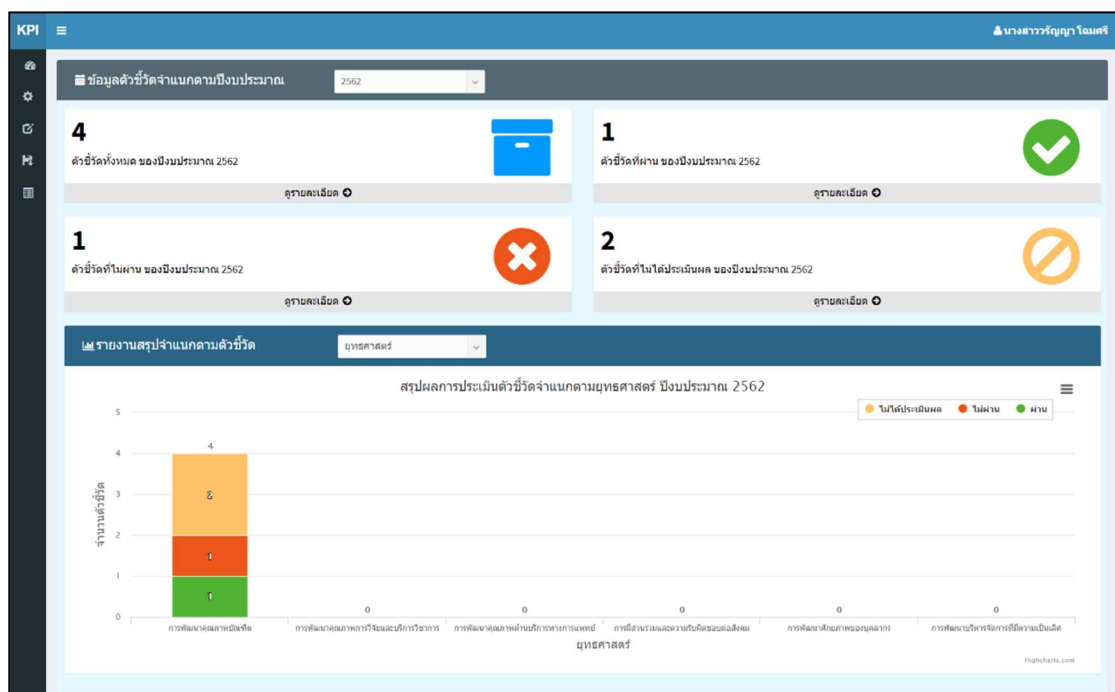 KPI นางสาววรัญญา โฉมศรี
ข้อมูลตัวชี้วัดจำแนกตามปีงบประมาณ 2562
4
ตัวชี้วัดทั้งหมด ของปีงบประมาณ 2562
ดูรายละเอียด
1
ตัวชี้วัดที่ผ่าน ของปีงบประมาณ 2562
ดูรายละเอียด
1
ตัวชี้วัดที่ไม่ผ่าน ของปีงบประมาณ 2562
ดูรายละเอียด
2
ตัวชี้วัดที่ไม่ได้ประเมินผล ของปีงบประมาณ 2562
ดูรายละเอียด
รายงานสรุปจำแนกตามตัวชี้วัด ยุทธศาสตร์
สรุปผลการประเมินตัวชี้วัดจำแนกตามยุทธศาสตร์ ปีงบประมาณ 2562
ไม่ได้ประเมินผล ไม่ผ่าน ผ่าน
จำนวนตัวชี้วัด
5
4
3
2
1
0
4
2
1
1
0 0 0 0 0
การพัฒนาคุณภาพบัณฑิต การพัฒนาคุณภาพการวิจัยและบริการวิชาการ การพัฒนาคุณภาพด้านบริการทางการแพทย์ การมีส่วนร่วมและความรับผิดชอบต่อสังคม การพัฒนาศักยภาพของบุคลากร การพัฒนาบริหารจัดการที่มีความเป็นเลิศ
ยุทธศาสตร์
Highcharts.com